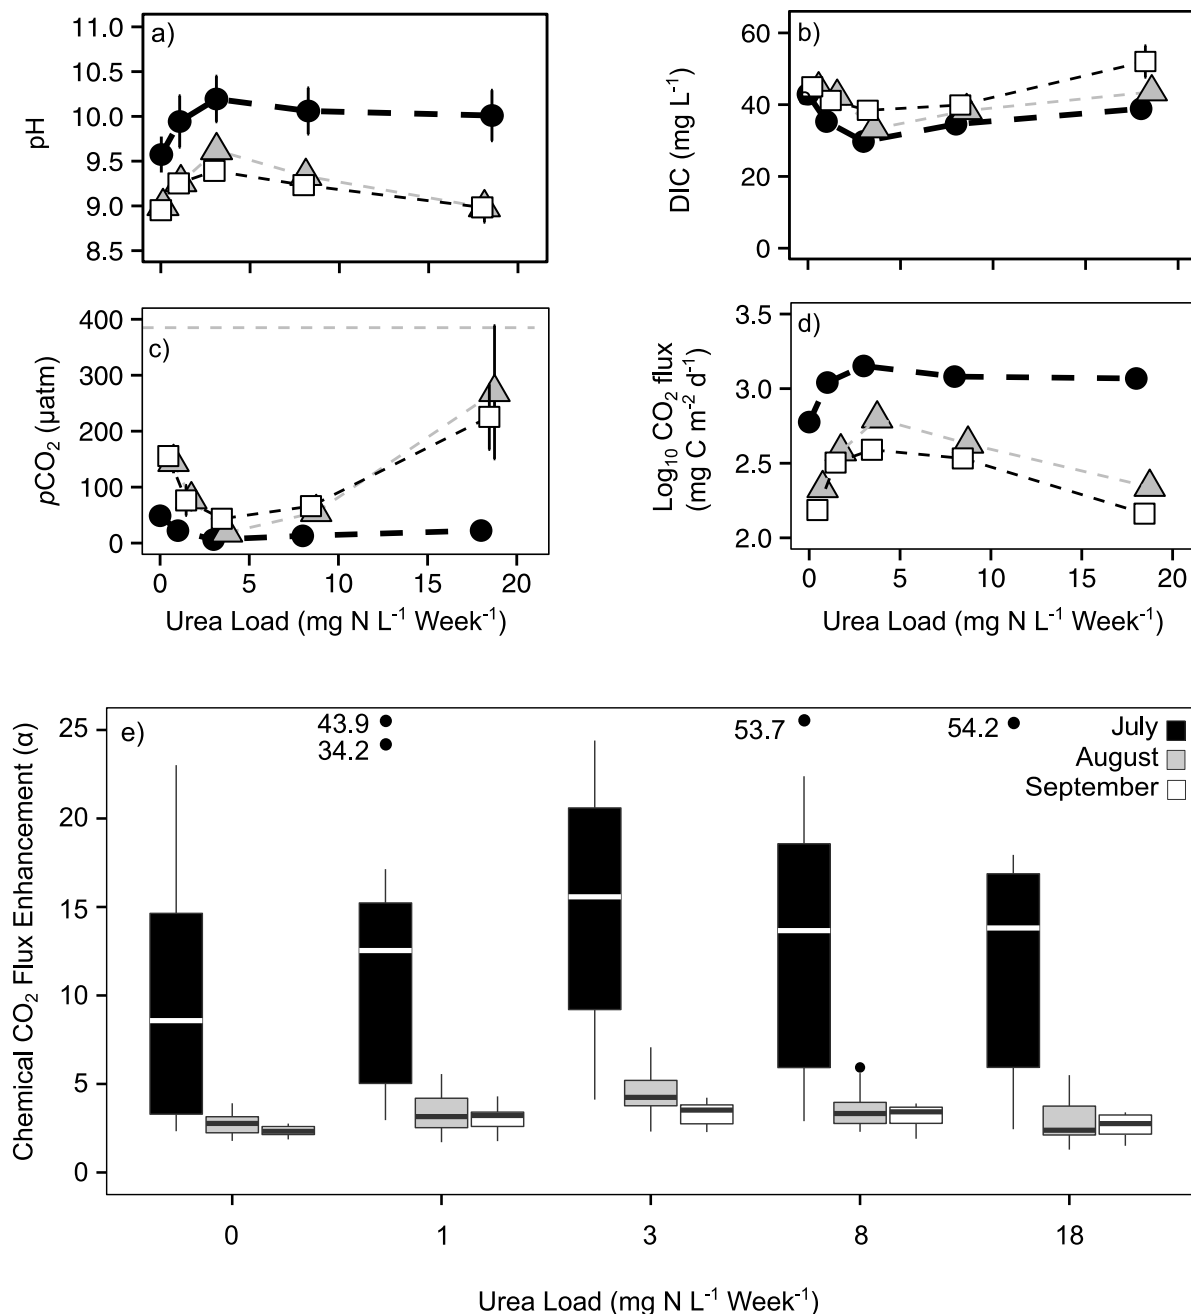 a)
11.0
10.5
10.0
9.5
9.0
8.5
pH
b)
60
40
20
0
DIC (mg L⁻¹)
c)
400
300
200
100
0
pCO₂ (µatm)
0 5 10 15 20
Urea Load (mg N L⁻¹ Week⁻¹)
d)
3.5
3.0
2.5
2.0
Log₁₀ CO₂ flux
(mg C m⁻² d⁻¹)
0 5 10 15 20
Urea Load (mg N L⁻¹ Week⁻¹)
e)
25
20
15
10
5
0
Chemical CO₂ Flux Enhancement (α)
43.9
34.2
53.7
54.2
July
August
September
0 1 3 8 18
Urea Load (mg N L⁻¹ Week⁻¹)